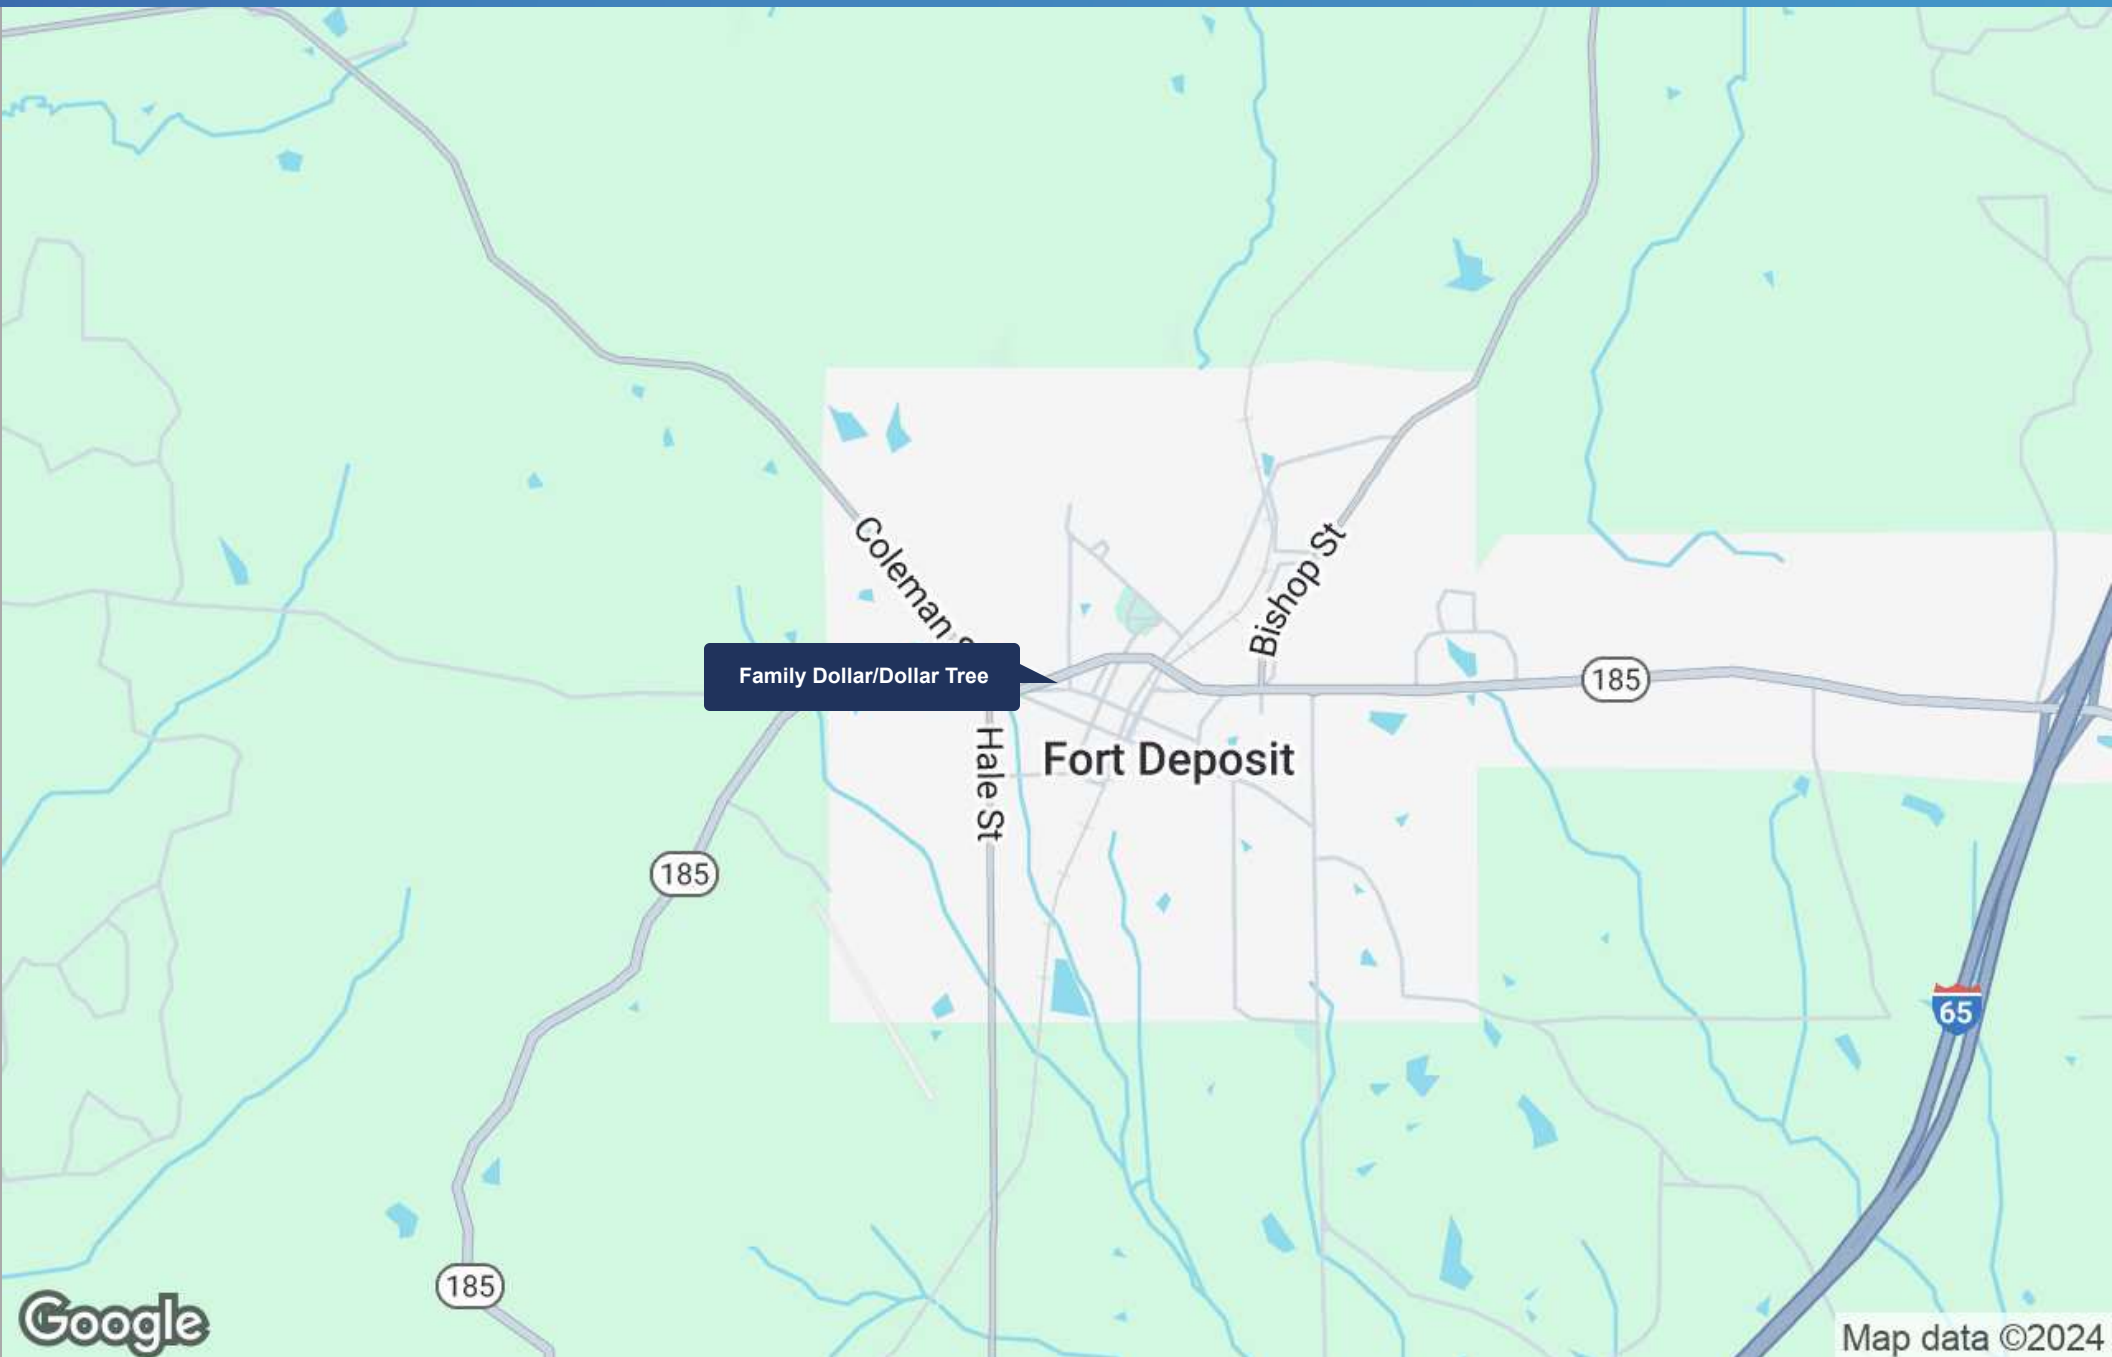 Coleman S
Bishop St
Family Dollar/Dollar Tree
185
Hale St
Fort Deposit
185
65
185
Google
Map data ©2024